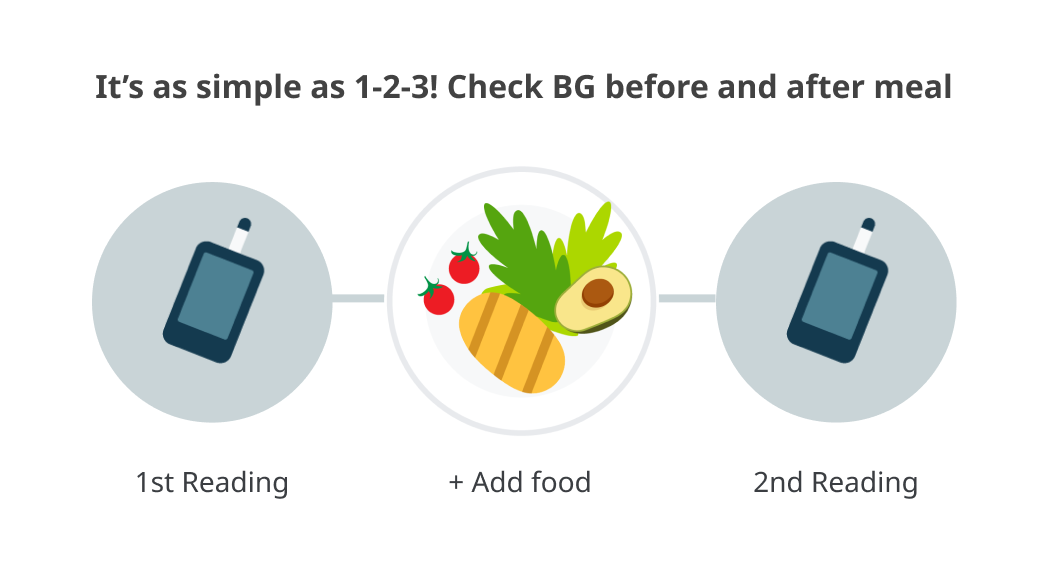 It’s as simple as 1-2-3! Check BG before and after meal
1st Reading
+ Add food
2nd Reading